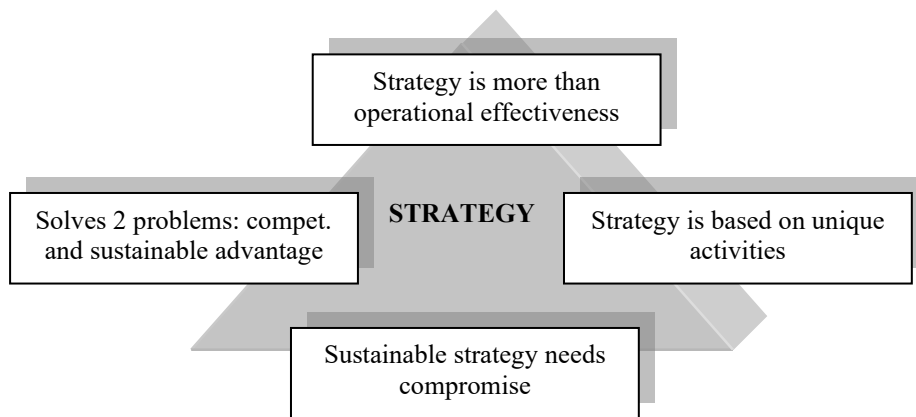 Strategy is more than
operational effectiveness
Solves 2 problems: compet.
and sustainable advantage
STRATEGY
Strategy is based on unique
activities
Sustainable strategy needs
compromise